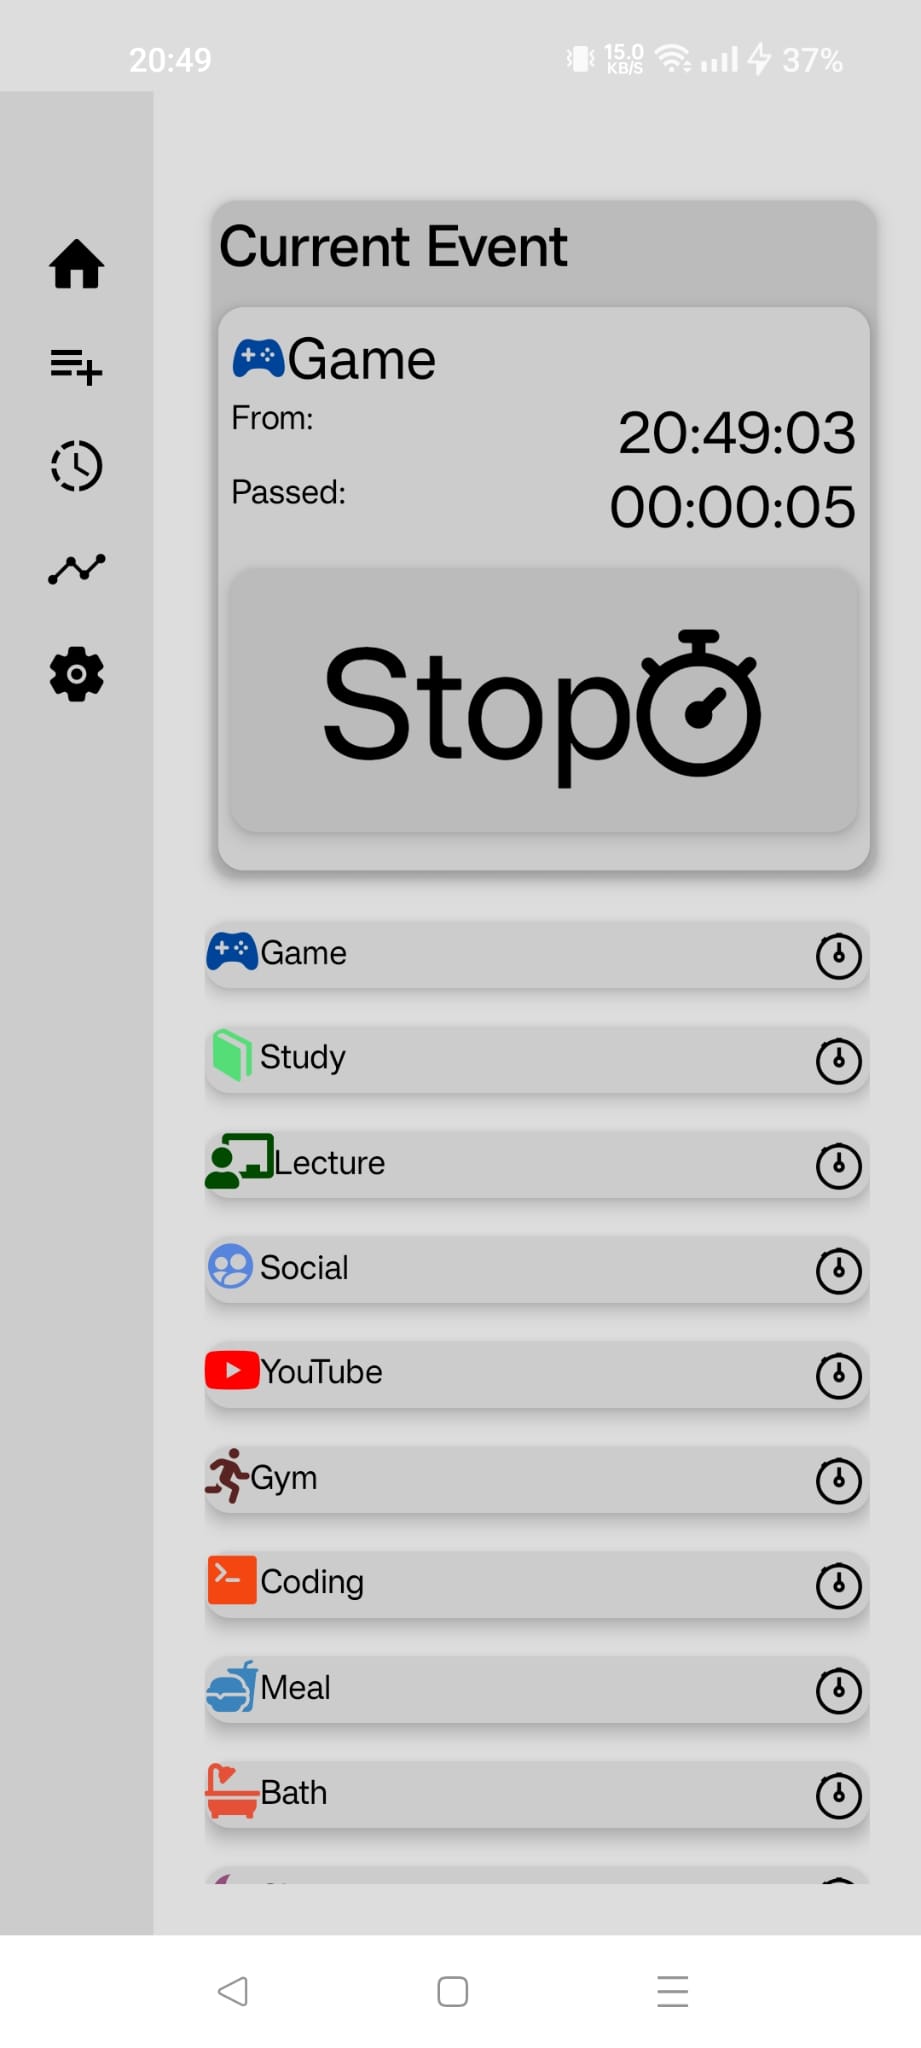 20:49 15.0 KB/S 37%
Current Event
Game
From: 20:49:03
Passed: 00:00:05
Stop
Game
Study
Lecture
Social
YouTube
Gym
Coding
Meal
Bath